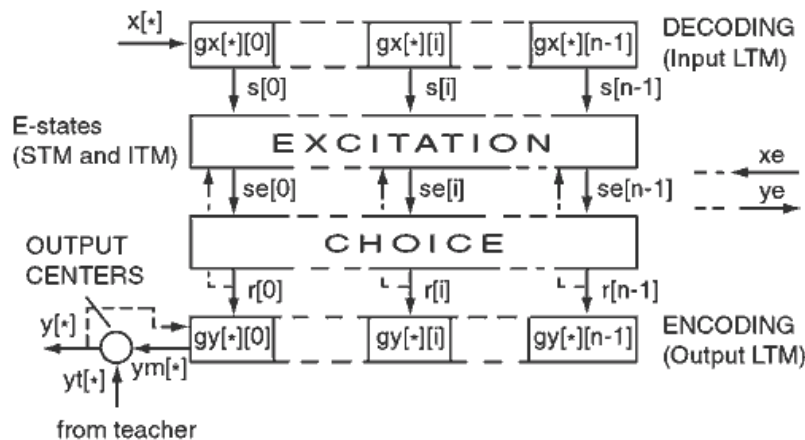 x[*]
gx[*][0]
gx[*][i]
gx[*][n-1]
DECODING
(Input LTM)
s[0]
s[i]
s[n-1]
E-states
(STM and ITM)
EXCITATION
xe
ye
se[0]
se[i]
se[n-1]
CHOICE
OUTPUT
CENTERS
r[0]
r[i]
r[n-1]
y[*]
gy[*][0]
gy[*][i]
gy[*][n-1]
ENCODING
(Output LTM)
ym[*]
yt[*]
from teacher